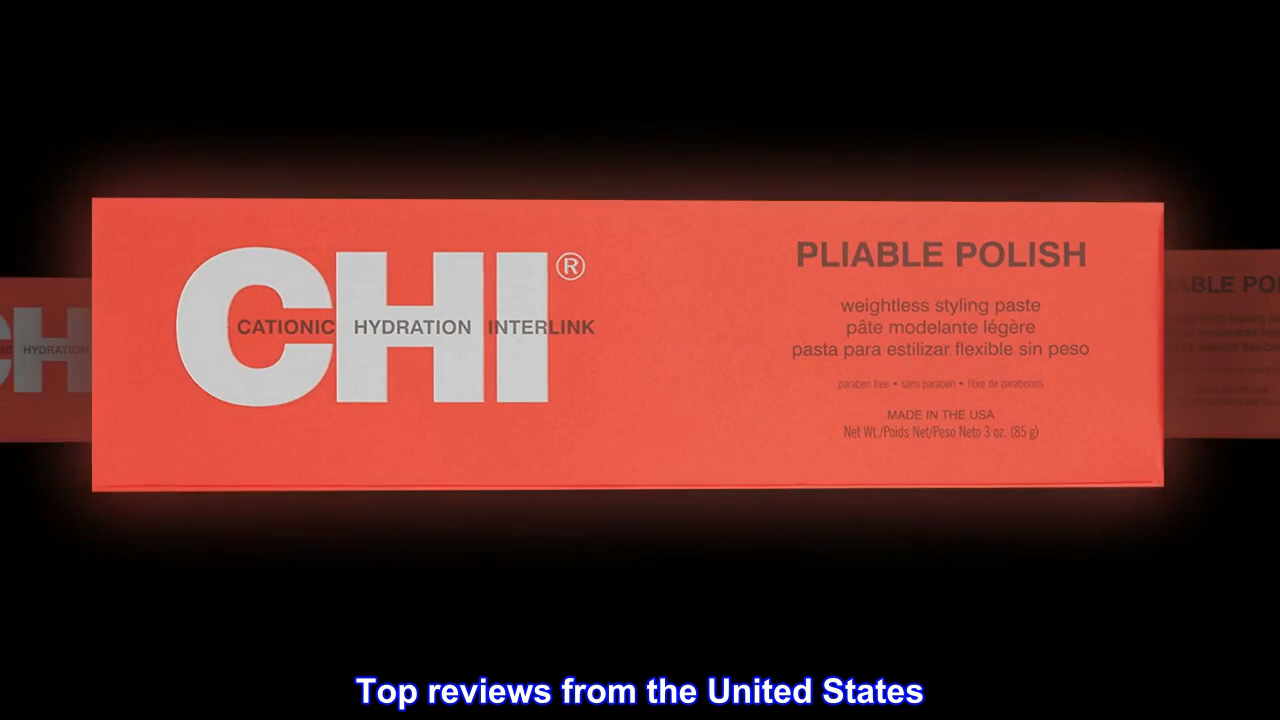 CHI®
CATIONIC HYDRATION INTERLINK
PLIABLE POLISH
weightless styling paste
pâte modelante légère
pasta para estilizar flexible sin peso
paraben free • sans paraben • libre de parabenos
MADE IN THE USA
Net Wt./Poids Net/Peso Neto 3 oz. (85 g)
HYDRATION
Top reviews from the United States